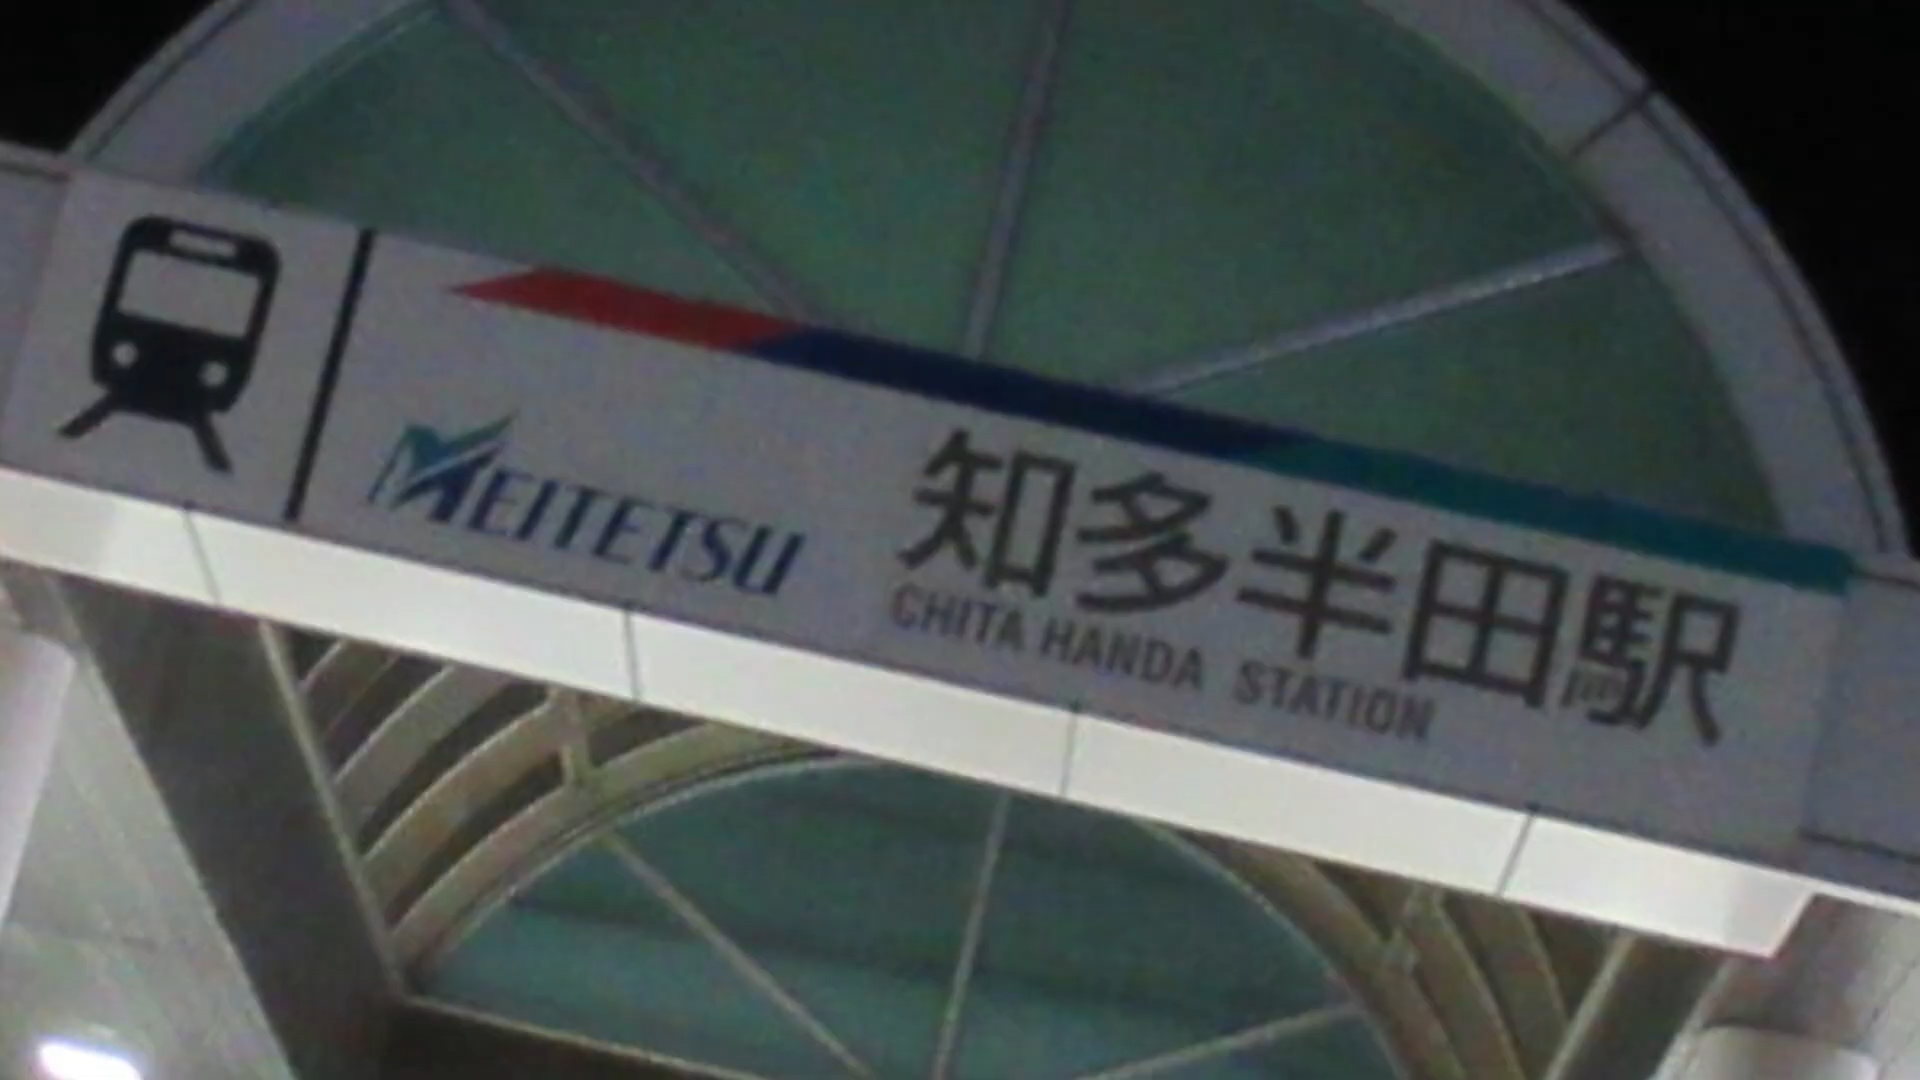 MEITETSU
知多半田駅
CHITA HANDA STATION